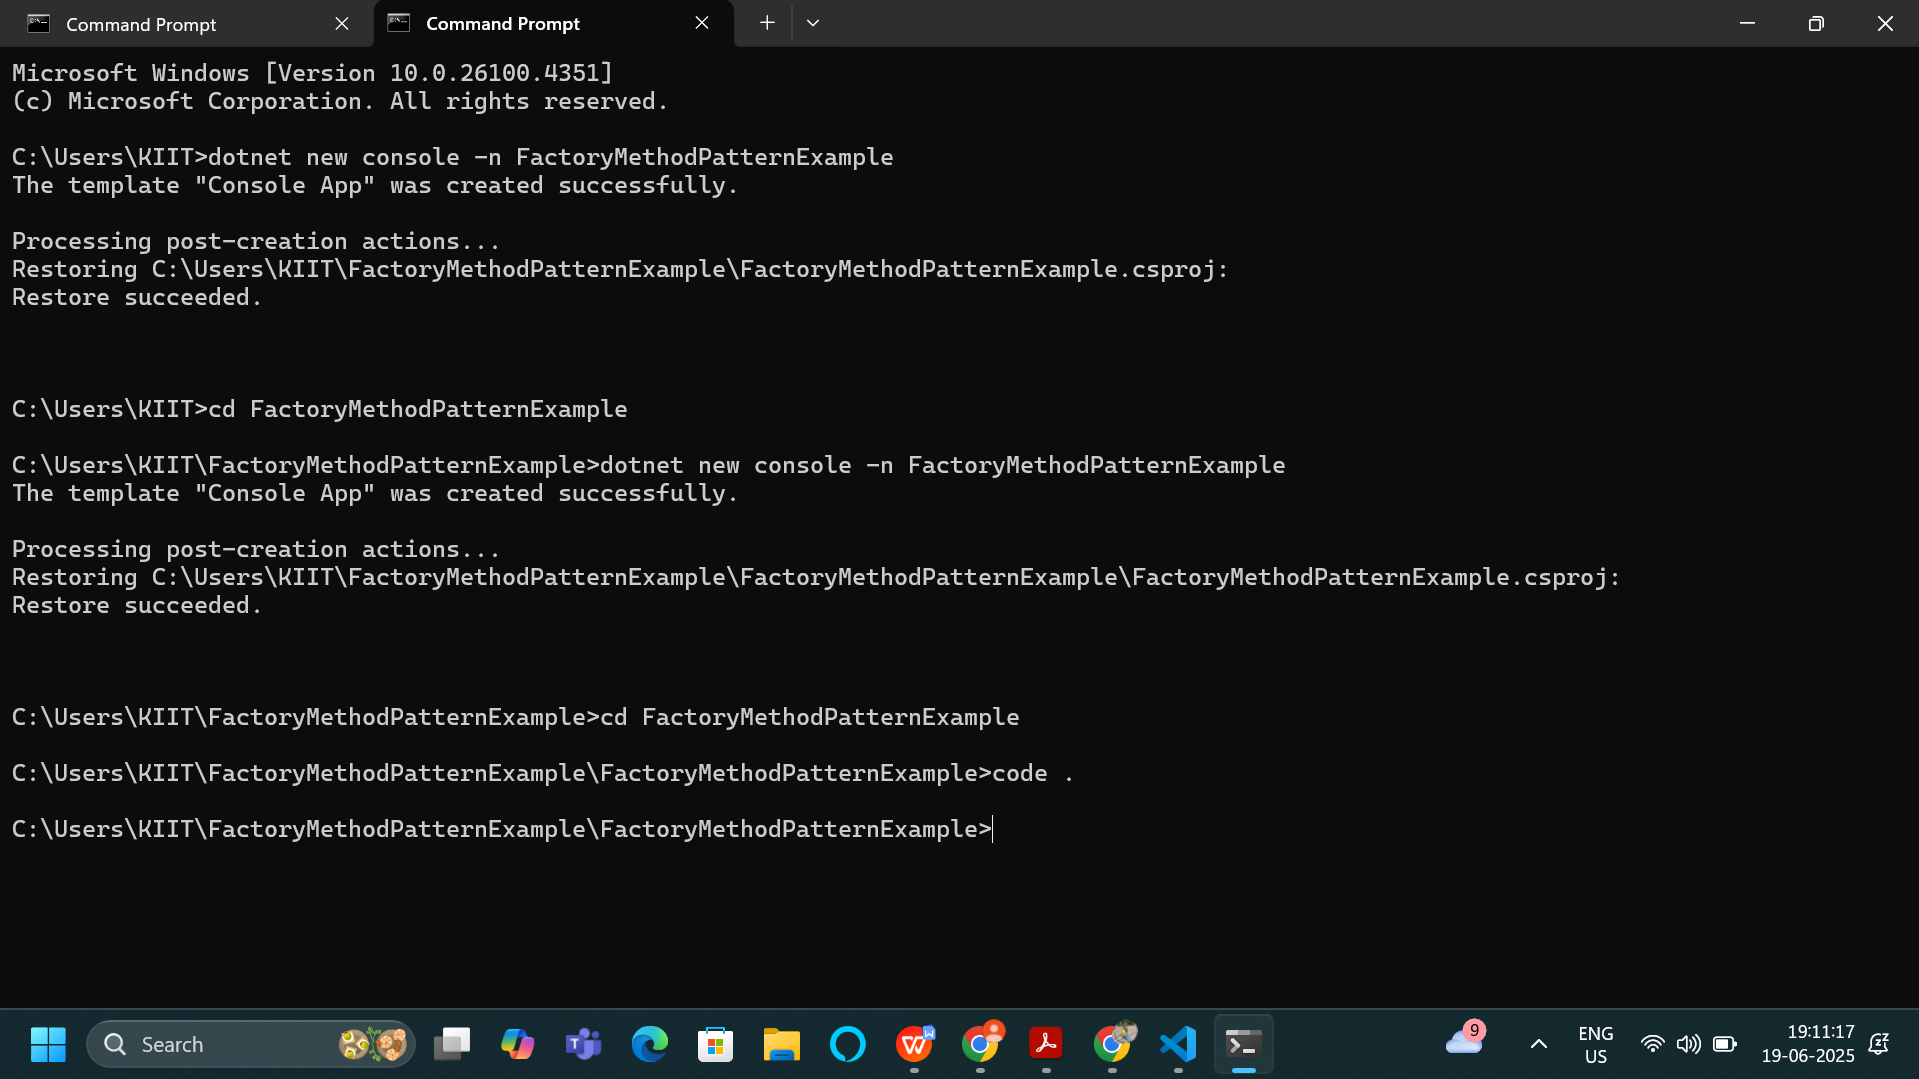 Command Prompt
Command Prompt
Microsoft Windows [Version 10.0.26100.4351]
(c) Microsoft Corporation. All rights reserved.
C:\Users\KIIT>dotnet new console -n FactoryMethodPatternExample
The template "Console App" was created successfully.
Processing post-creation actions...
Restoring C:\Users\KIIT\FactoryMethodPatternExample\FactoryMethodPatternExample.csproj:
Restore succeeded.
C:\Users\KIIT>cd FactoryMethodPatternExample
C:\Users\KIIT\FactoryMethodPatternExample>dotnet new console -n FactoryMethodPatternExample
The template "Console App" was created successfully.
Processing post-creation actions...
Restoring C:\Users\KIIT\FactoryMethodPatternExample\FactoryMethodPatternExample\FactoryMethodPatternExample.csproj:
Restore succeeded.
C:\Users\KIIT\FactoryMethodPatternExample>cd FactoryMethodPatternExample
C:\Users\KIIT\FactoryMethodPatternExample\FactoryMethodPatternExample>code .
C:\Users\KIIT\FactoryMethodPatternExample\FactoryMethodPatternExample>
Search
9
ENG
US
19:11:17
19-06-2025